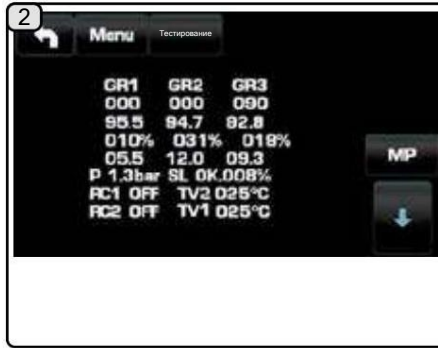 2
Menu Тестирование
GR1 GR2 GR3
000 000 090
95.5 94.7 92.8
010% 031% 018%
05.5 12.0 09.3
MP
P 1.3bar SL OK.008%
RC1 OFF TV2 025°C
RC2 OFF TV1 025°C